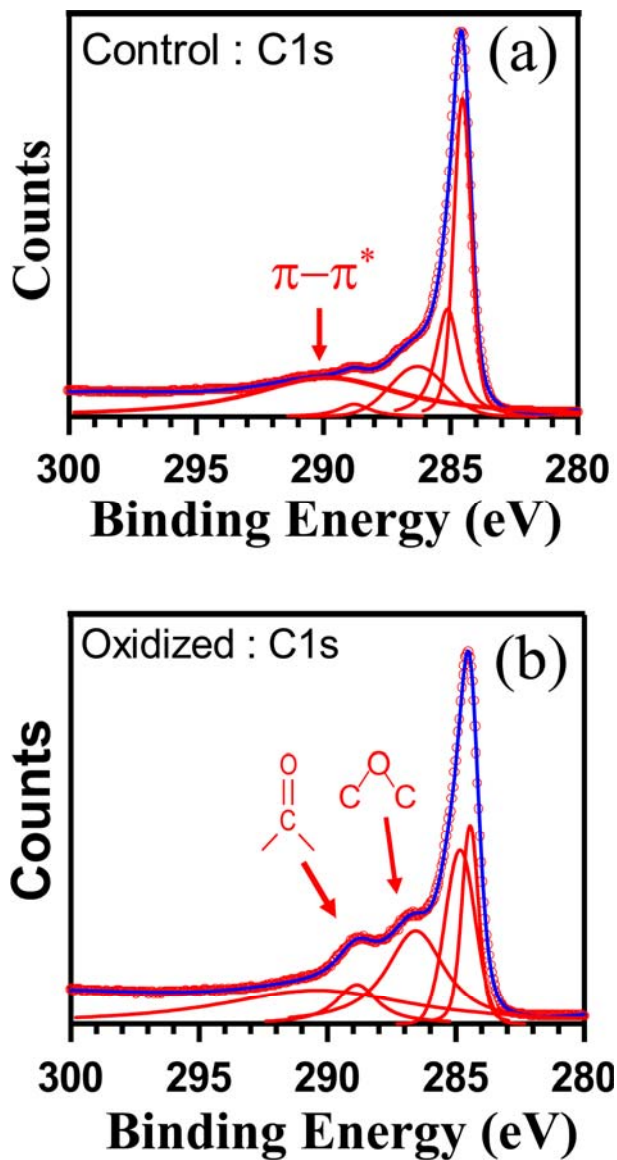 Control : C1s
(a)
Counts
π–π*
300 295 290 285 280
Binding Energy (eV)
Oxidized : C1s
(b)
Counts
O
C
O
C C
300 295 290 285 280
Binding Energy (eV)